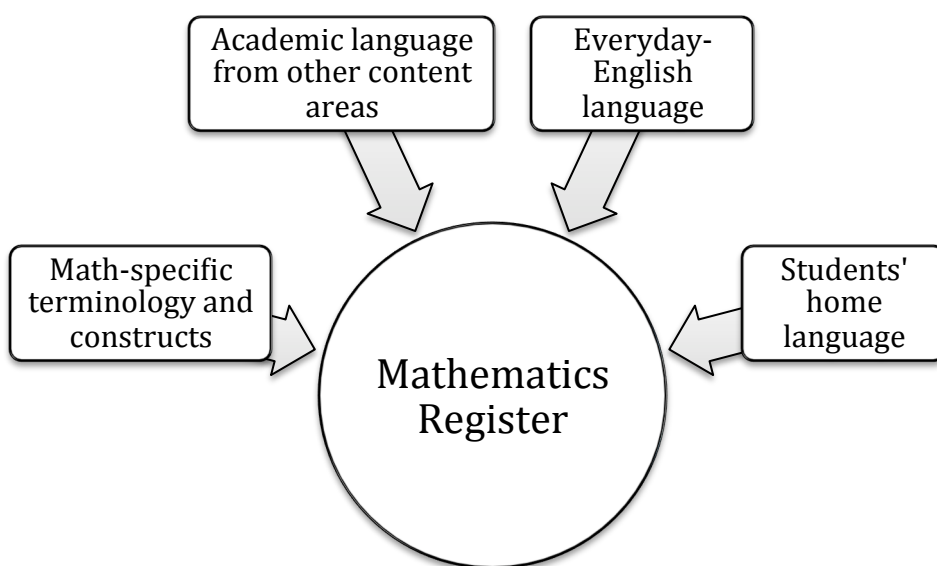 Academic language
from other content
areas
Everyday-
English
language
Math-specific
terminology and
constructs
Students'
home
language
Mathematics
Register